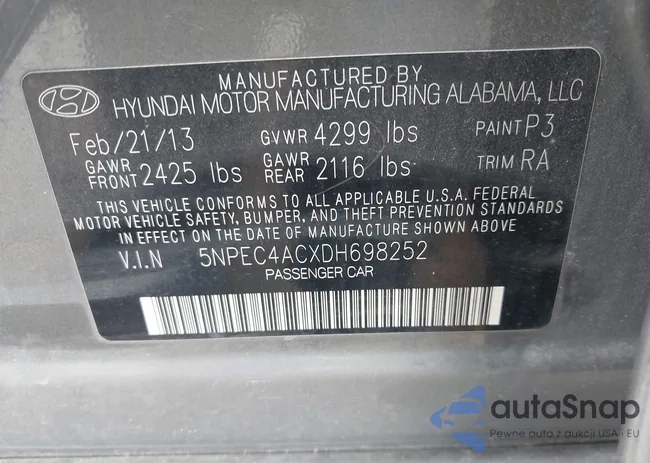 MANUFACTURED BY
HYUNDAI MOTOR MANUFACTURING ALABAMA, LLC
Feb/21/13 GVWR 4299 lbs PAINT P3
GAWR FRONT 2425 lbs GAWR REAR 2116 lbs TRIM RA
THIS VEHICLE CONFORMS TO ALL APPLICABLE U.S.A. FEDERAL
MOTOR VEHICLE SAFETY, BUMPER, AND THEFT PREVENTION STANDARDS
IN EFFECT ON THE DATE OF MANUFACTURE SHOWN ABOVE
V.I.N 5NPEC4ACXDH698252
PASSENGER CAR
autaSnap
Pewne auta z aukcji USA - EU